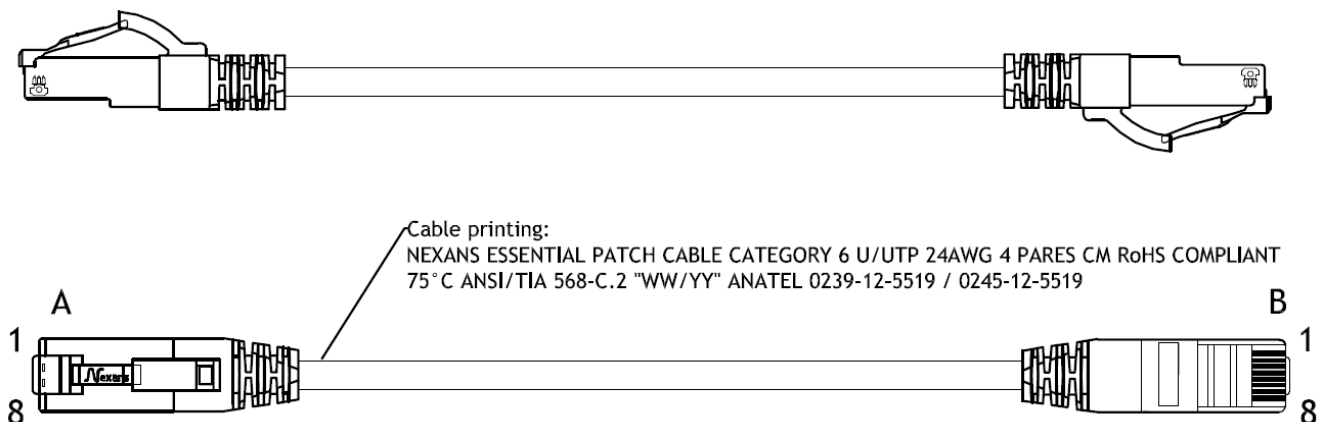 Cable printing:
NEXANS ESSENTIAL PATCH CABLE CATEGORY 6 U/UTP 24AWG 4 PARES CM RoHS COMPLIANT
75°C ANSI/TIA 568-C.2 "WW/YY" ANATEL 0239-12-5519 / 0245-12-5519
A
B
1
1
Nexans
8
8